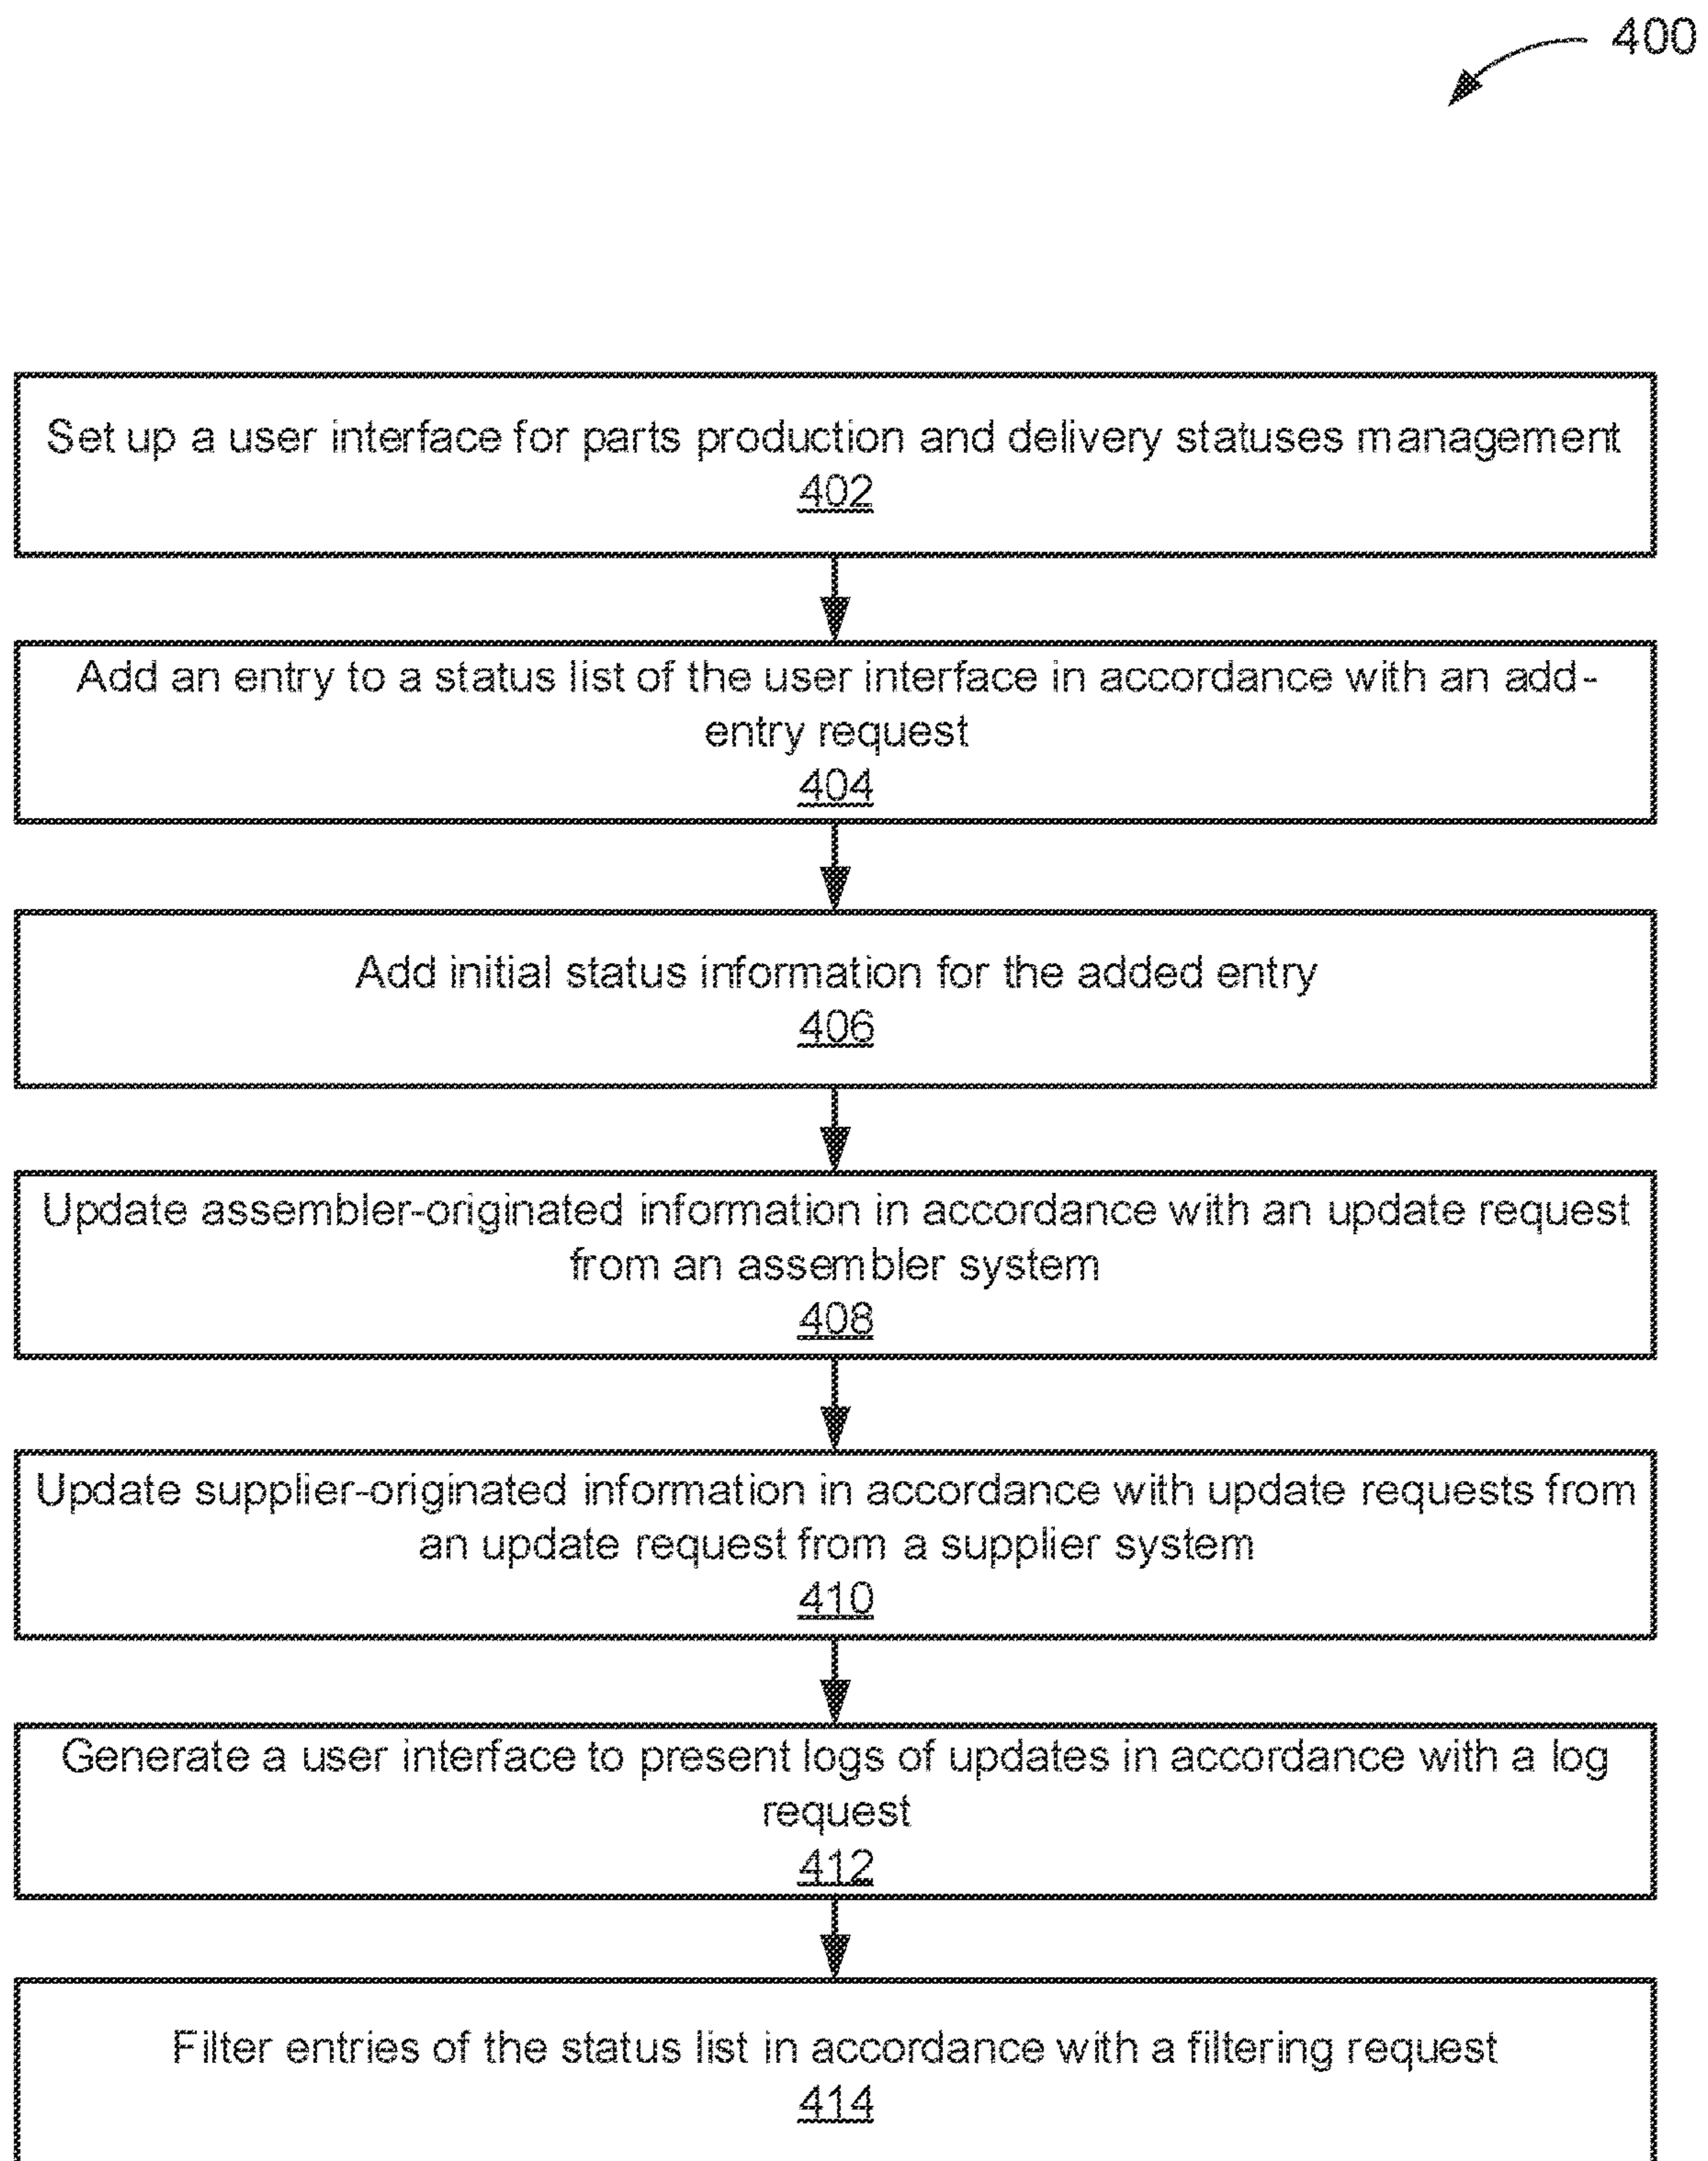 400
Set up a user interface for parts production and delivery statuses management
402
Add an entry to a status list of the user interface in accordance with an add-
entry request
404
Add initial status information for the added entry
406
Update assembler-originated information in accordance with an update request
from an assembler system
408
Update supplier-originated information in accordance with update requests from
an update request from a supplier system
410
Generate a user interface to present logs of updates in accordance with a log
request
412
Filter entries of the status list in accordance with a filtering request
414